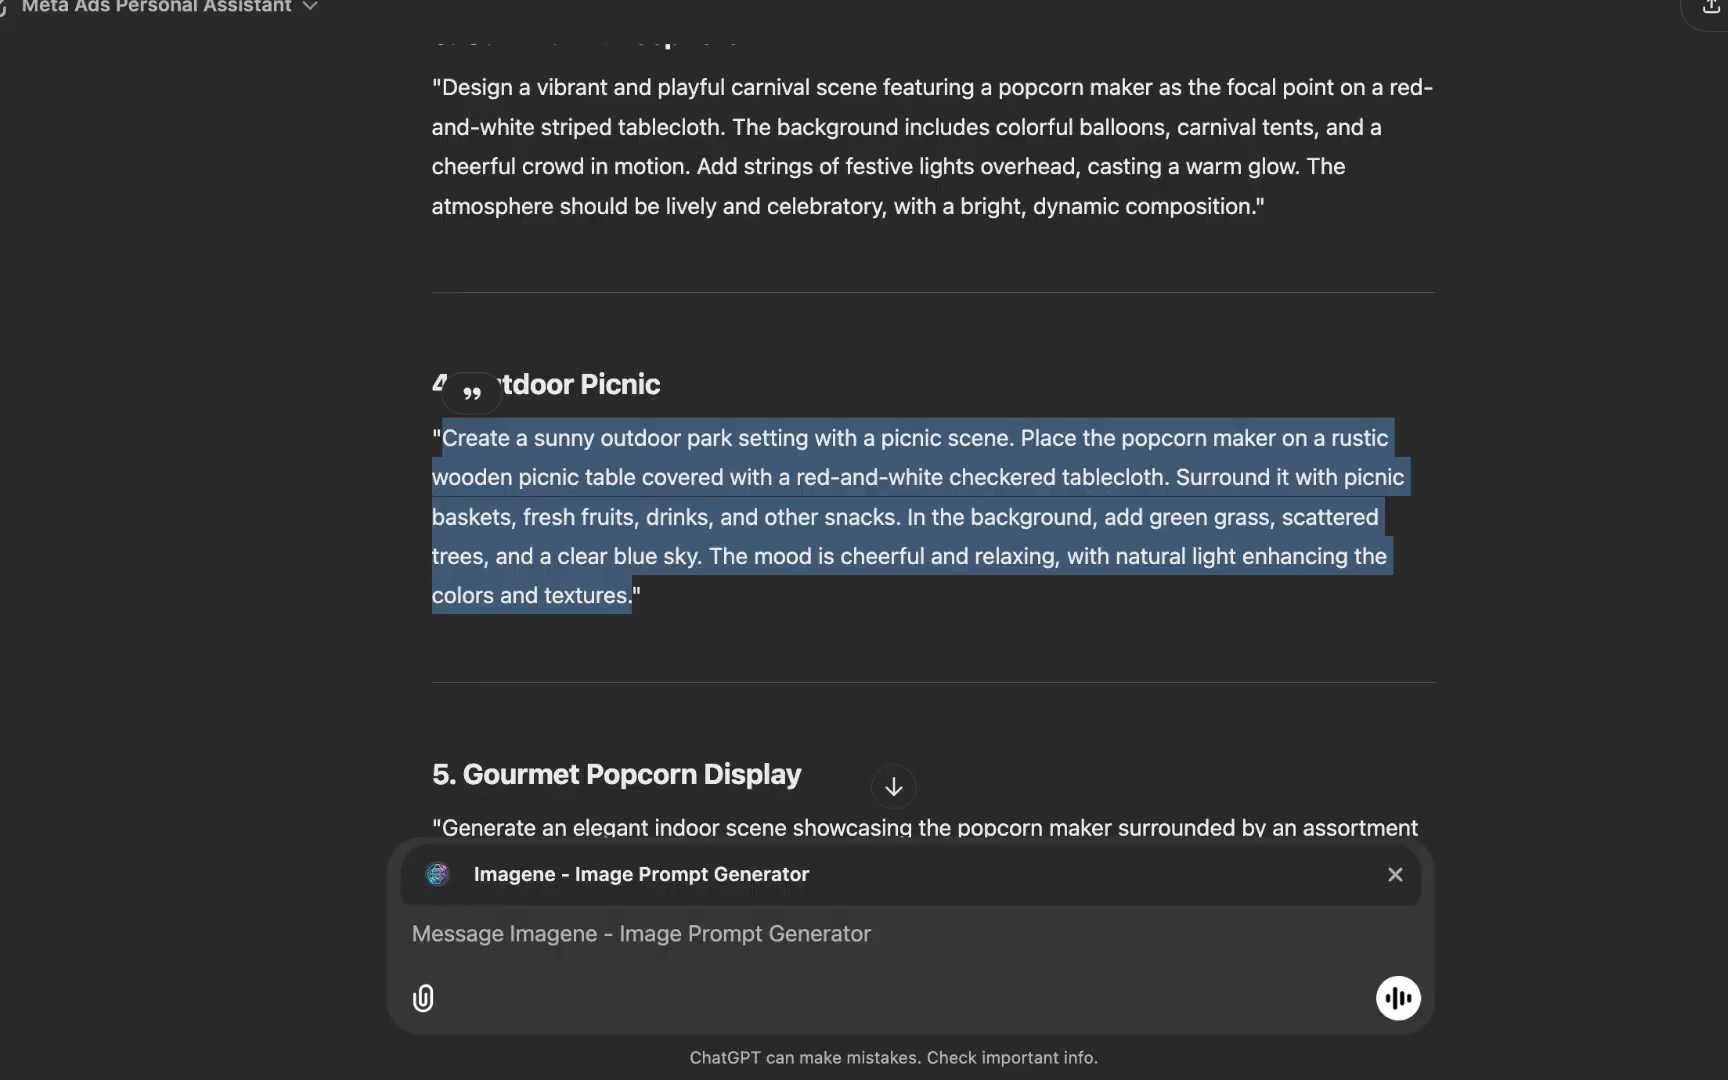 Meta Ads Personal Assistant
"Design a vibrant and playful carnival scene featuring a popcorn maker as the focal point on a red-
and-white striped tablecloth. The background includes colorful balloons, carnival tents, and a
cheerful crowd in motion. Add strings of festive lights overhead, casting a warm glow. The
atmosphere should be lively and celebratory, with a bright, dynamic composition."
4. tdoor Picnic
"Create a sunny outdoor park setting with a picnic scene. Place the popcorn maker on a rustic
wooden picnic table covered with a red-and-white checkered tablecloth. Surround it with picnic
baskets, fresh fruits, drinks, and other snacks. In the background, add green grass, scattered
trees, and a clear blue sky. The mood is cheerful and relaxing, with natural light enhancing the
colors and textures."
5. Gourmet Popcorn Display
"Generate an elegant indoor scene showcasing the popcorn maker surrounded by an assortment
Imagene - Image Prompt Generator
Message Imagene - Image Prompt Generator
ChatGPT can make mistakes. Check important info.